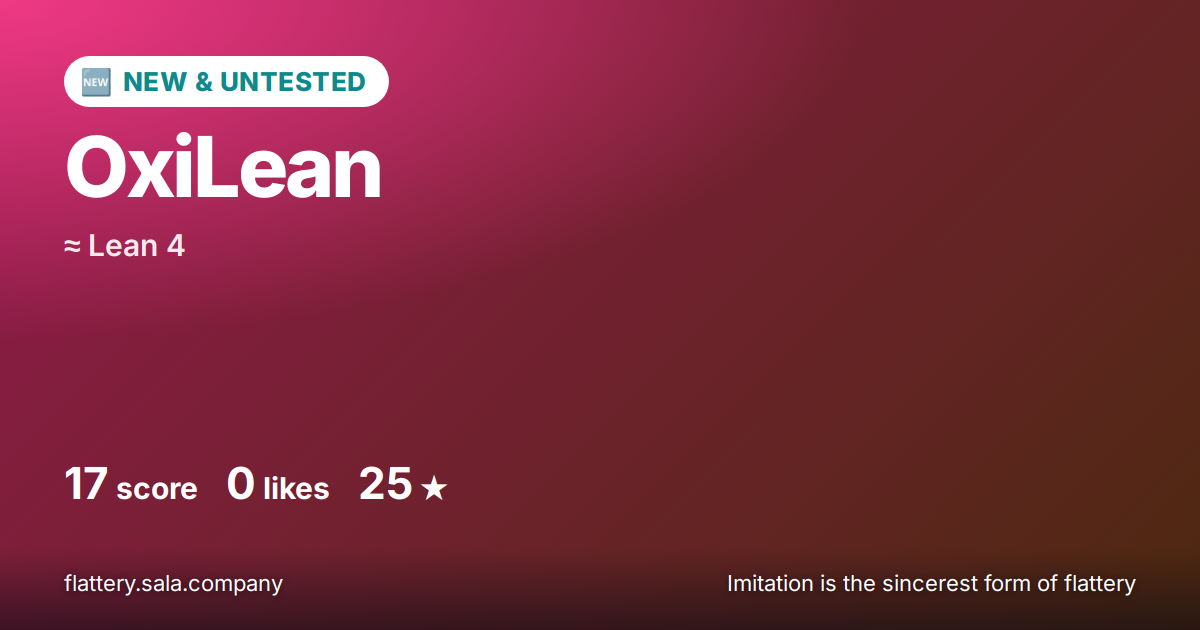 🆕 NEW & UNTESTED
OxiLean
≈ Lean 4
17 score 0 likes 25 ★
flattery.sala.company
Imitation is the sincerest form of flattery